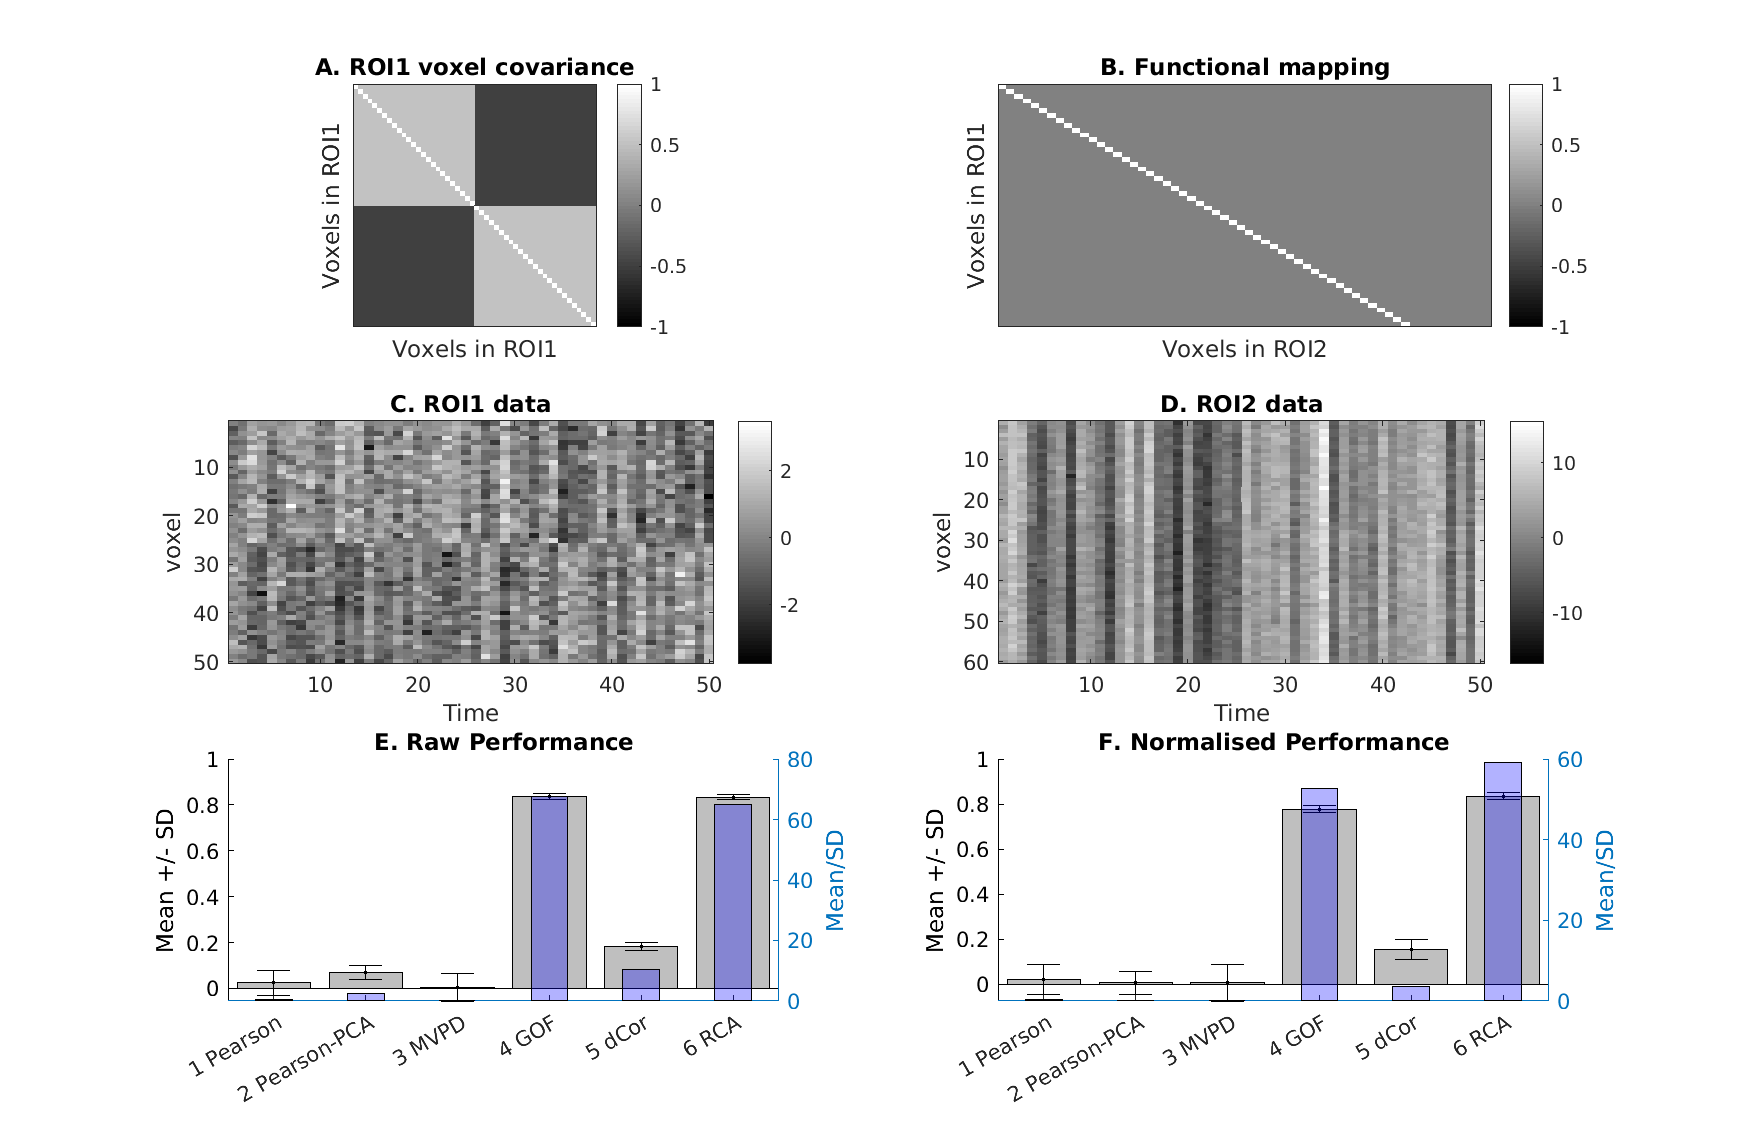 A. ROI1 voxel covariance
Voxels in ROI1
1
0.5
0
-0.5
-1
Voxels in ROI1
B. Functional mapping
Voxels in ROI1
1
0.5
0
-0.5
-1
Voxels in ROI2
C. ROI1 data
voxel
10
20
30
40
50
2
0
-2
10 20 30 40 50
Time
D. ROI2 data
voxel
10
20
30
40
50
60
10
0
-10
10 20 30 40 50
Time
E. Raw Performance
Mean +/- SD
1
0.8
0.6
0.4
0.2
0
80
60
40
20
0
Mean/SD
1 Pearson
2 Pearson-PCA
3 MVPD
4 GOF
5 dCor
6 RCA
F. Normalised Performance
Mean +/- SD
1
0.8
0.6
0.4
0.2
0
60
40
20
0
Mean/SD
1 Pearson
2 Pearson-PCA
3 MVPD
4 GOF
5 dCor
6 RCA